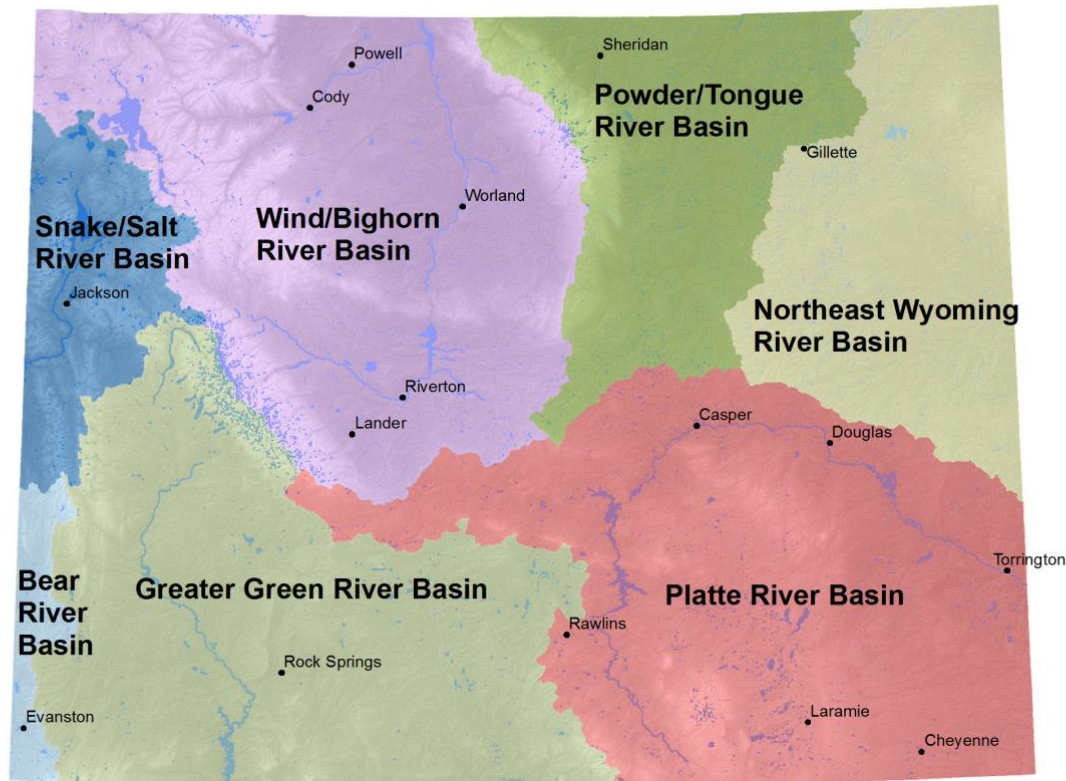 Powell
Sheridan
Cody
Powder/Tongue
River Basin
Gillette
Worland
Snake/Salt
River Basin
Wind/Bighorn
River Basin
Jackson
Northeast Wyoming
River Basin
Riverton
Lander
Casper
Douglas
Torrington
Bear
River
Basin
Greater Green River Basin
Platte River Basin
Rawlins
Rock Springs
Evanston
Laramie
Cheyenne